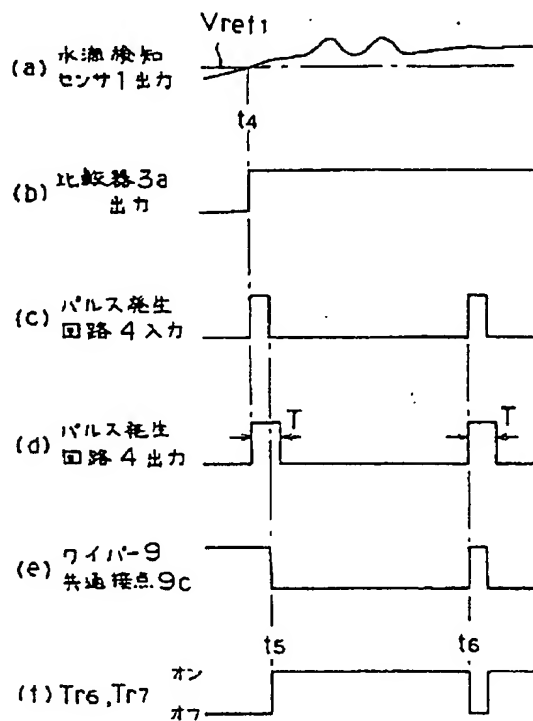 Vref1
(a) 水滴検知
センサ1出力
t4
(b) 比較器3a
出力
(c) パルス発生
回路4入力
(d) パルス発生
回路4出力
T
T
(e) ワイパー9
共通接点9c
t5
t6
(f) Tr6,Tr7
オン
オフ